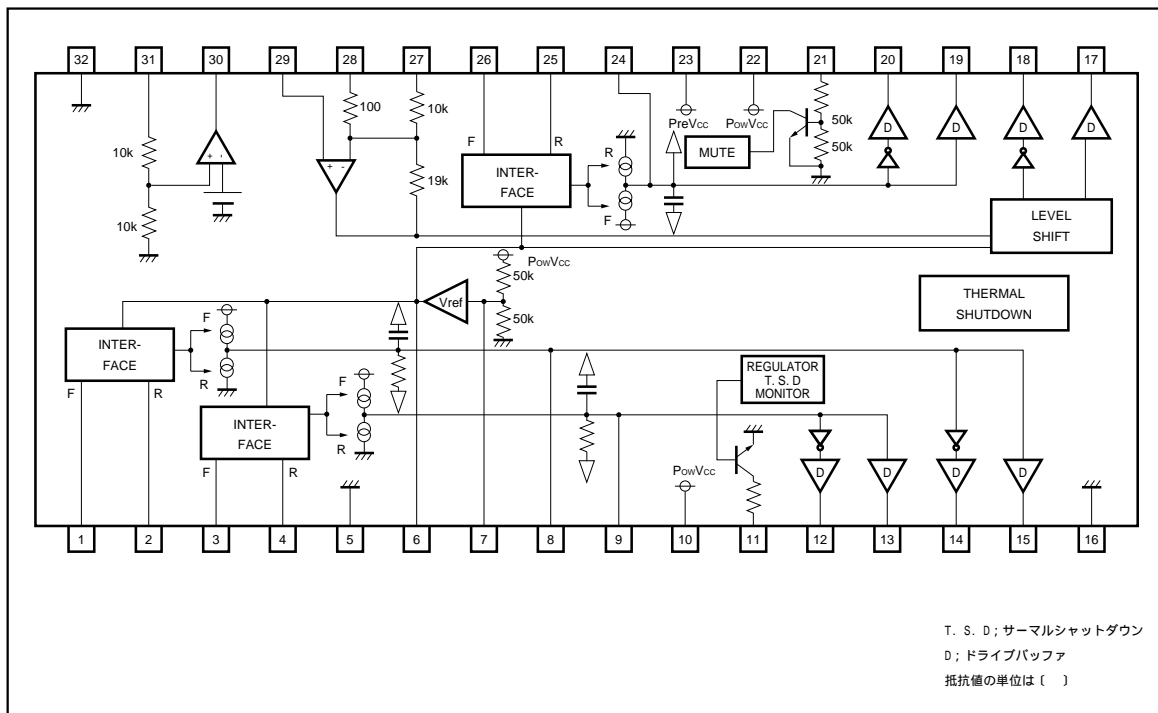 32 31 30 29 28 27 26 25 24 23 22 21 20 19 18 17
100 10k
F R
PreVcc PowVcc
50k
50k
D D D D
10k
+ -
10k
+ -
19k
INTER-
FACE
R
F
MUTE
LEVEL
SHIFT
PowVcc
50k
50k
Vref
THERMAL
SHUTDOWN
INTER-
FACE
F
R
F R
INTER-
FACE
F
R
F R
REGULATOR
T. S. D
MONITOR
PowVcc
D D D D
1 2 3 4 5 6 7 8 9 10 11 12 13 14 15 16
T. S. D ; サーマルシャットダウン
D ; ドライブバッファ
抵抗値の単位は〔 〕